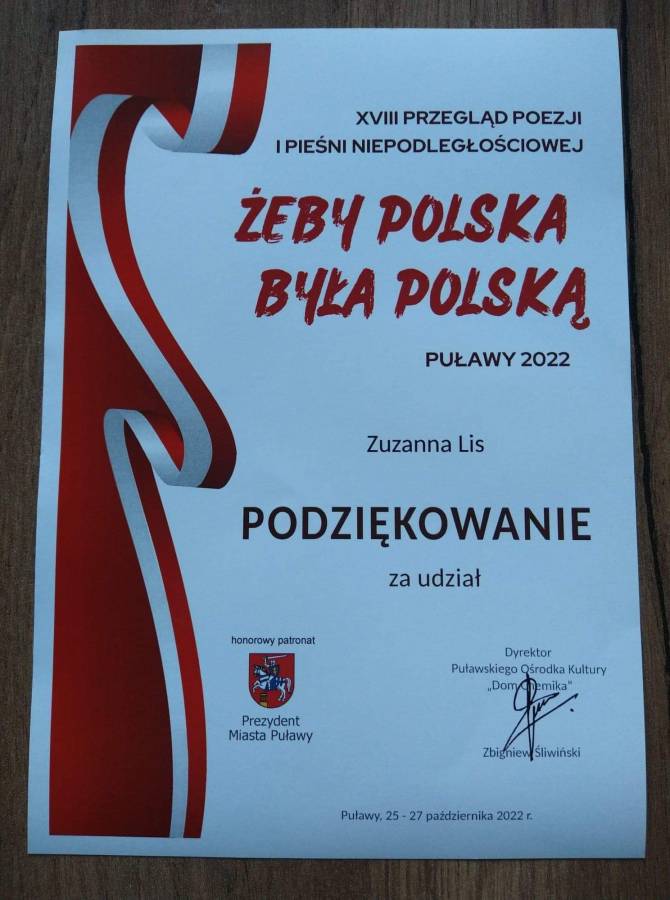 XVIII PRZEGLĄD POEZJI
I PIEŚNI NIEPODLEGŁOŚCIOWEJ
ŻEBY POLSKA
BYŁA POLSKĄ
PUŁAWY 2022
Zuzanna Lis
PODZIĘKOWANIE
za udział
honorowy patronat
Prezydent
Miasta Puławy
Dyrektor
Puławskiego Ośrodka Kultury
„Dom Chemika”
Zbigniew Śliwiński
Puławy, 25 - 27 października 2022 r.